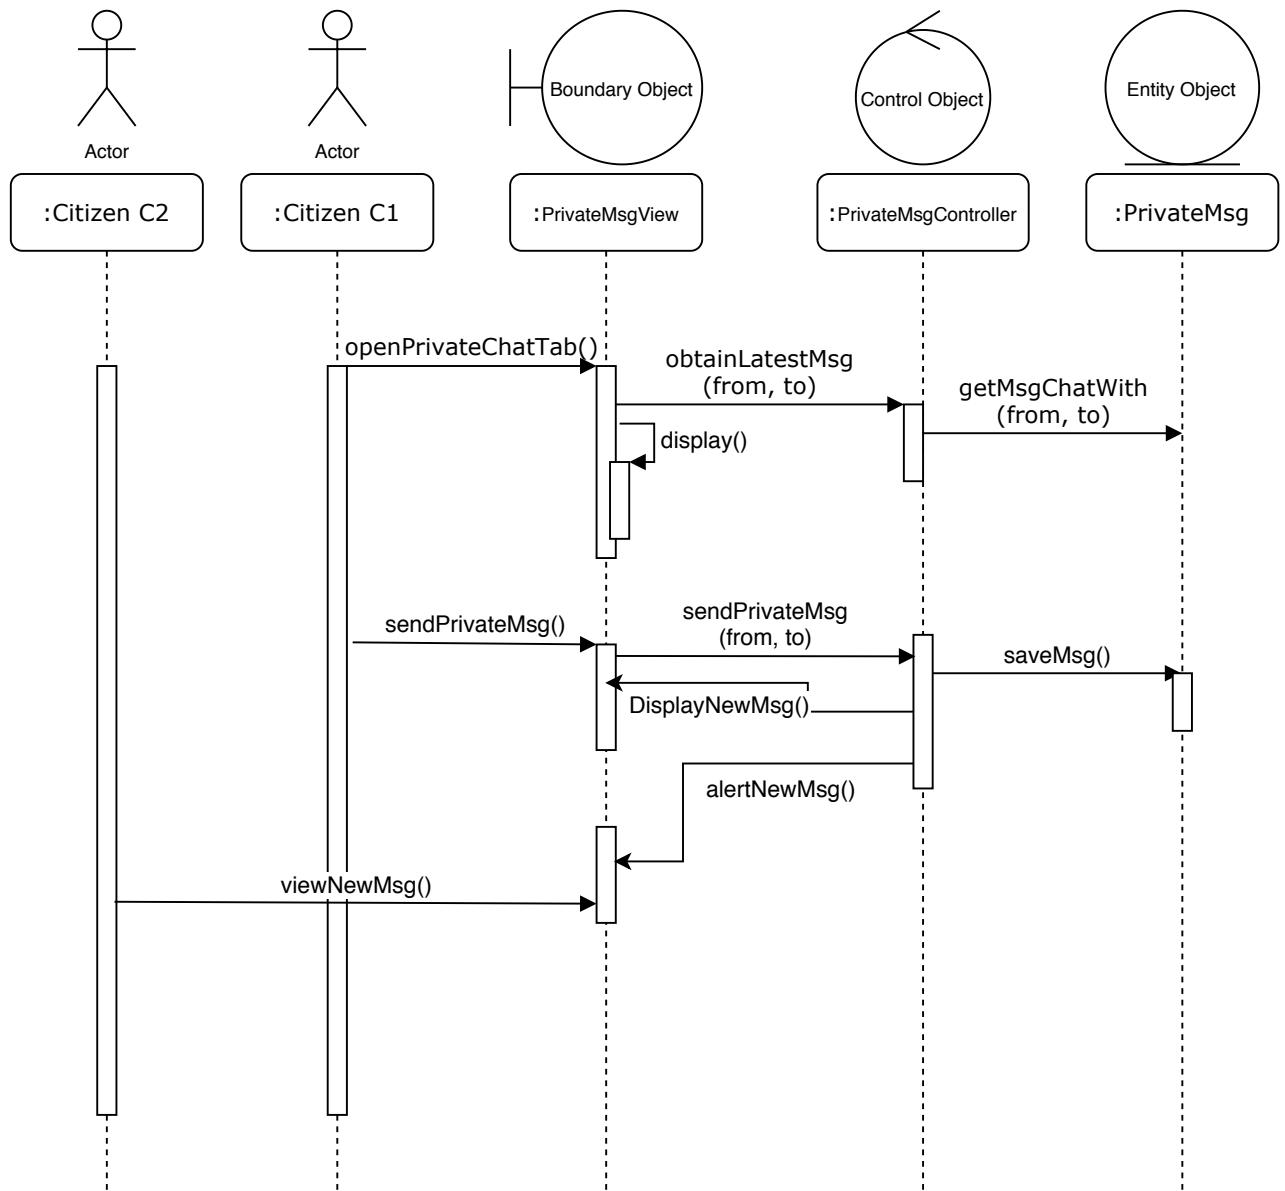 Boundary Object
Control Object
Entity Object
Actor
Actor
:Citizen C2
:Citizen C1
:PrivateMsgView
:PrivateMsgController
:PrivateMsg
openPrivateChatTab()
obtainLatestMsg
(from, to)
getMsgChatWith
(from, to)
display()
sendPrivateMsg()
sendPrivateMsg
(from, to)
saveMsg()
DisplayNewMsg()
alertNewMsg()
viewNewMsg()